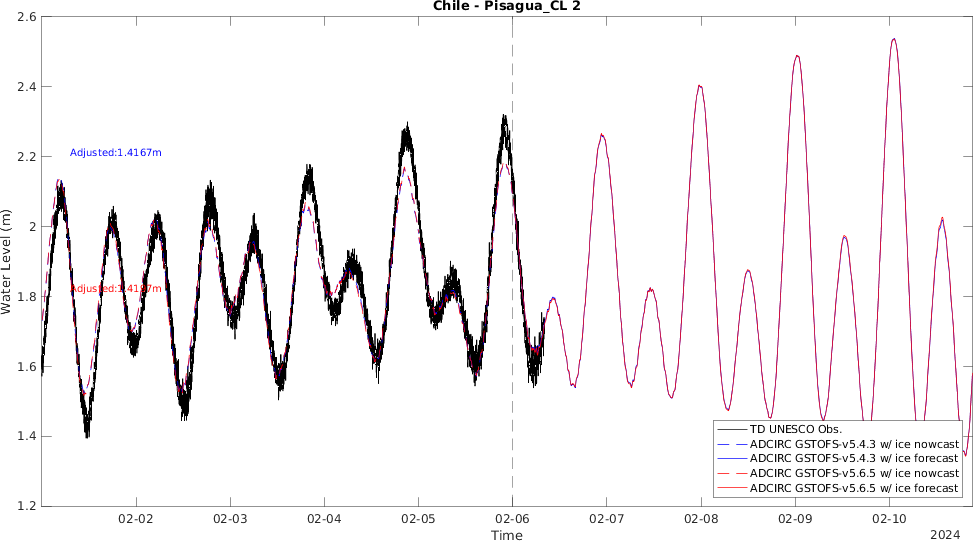 Chile - Pisagua_CL 2
2.6
2.4
2.2
2
1.8
1.6
1.4
1.2
Water Level (m)
Adjusted:1.4167m
TD UNESCO Obs.
ADCIRC GSTOFS-v5.4.3 w/ ice nowcast
ADCIRC GSTOFS-v5.4.3 w/ ice forecast
ADCIRC GSTOFS-v5.6.5 w/ ice nowcast
ADCIRC GSTOFS-v5.6.5 w/ ice forecast
02-02 02-03 02-04 02-05 02-06 02-07 02-08 02-09 02-10
Time
2024